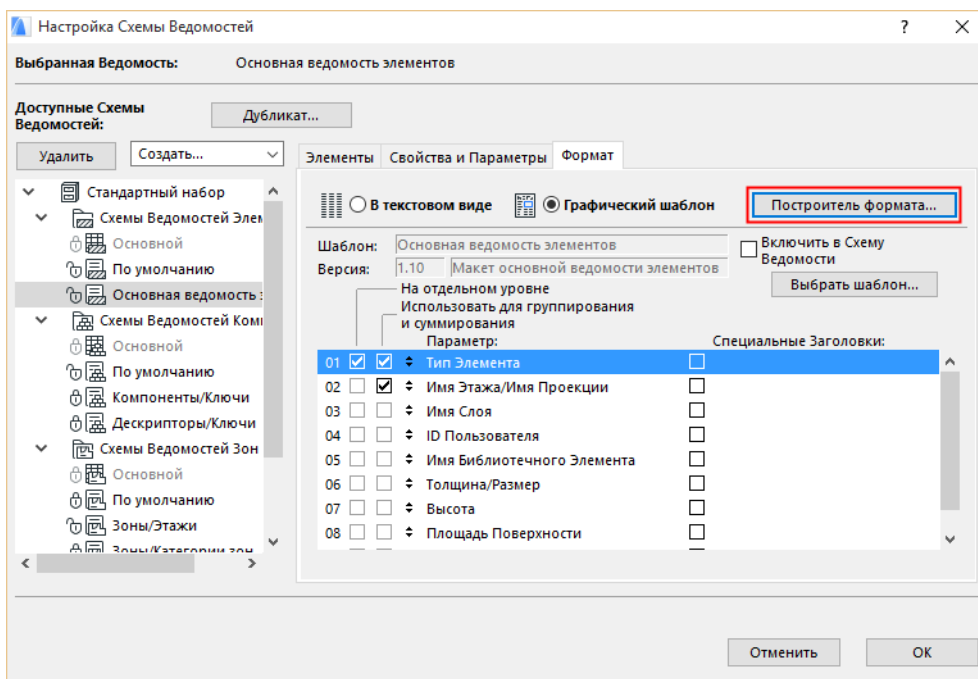 Настройка Схемы Ведомостей
?
Выбранная Ведомость: Основная ведомость элементов
Доступные Схемы
Ведомостей:
Дубликат...
Удалить
Создать...
Стандартный набор
Схемы Ведомостей Элем
Основной
По умолчанию
Основная ведомость
Схемы Ведомостей Комп
Основной
По умолчанию
Компоненты/Ключи
Дескрипторы/Ключи
Схемы Ведомостей Зон
Основной
По умолчанию
Зоны/Этажи
Зоны/Категории зон
Элементы Свойства и Параметры Формат
В текстовом виде Графический шаблон Построитель формата...
Шаблон: Основная ведомость элементов
Версия: 1.10 Макет основной ведомости элементов
Включить в Схему
Ведомости
Выбрать шаблон...
На отдельном уровне
Использовать для группирования
и суммирования
Параметр: Специальные Заголовки:
01 Тип Элемента
02 Имя Этажа/Имя Проекции
03 Имя Слоя
04 ID Пользователя
05 Имя Библиотечного Элемента
06 Толщина/Размер
07 Высота
08 Площадь Поверхности
Отменить
OK